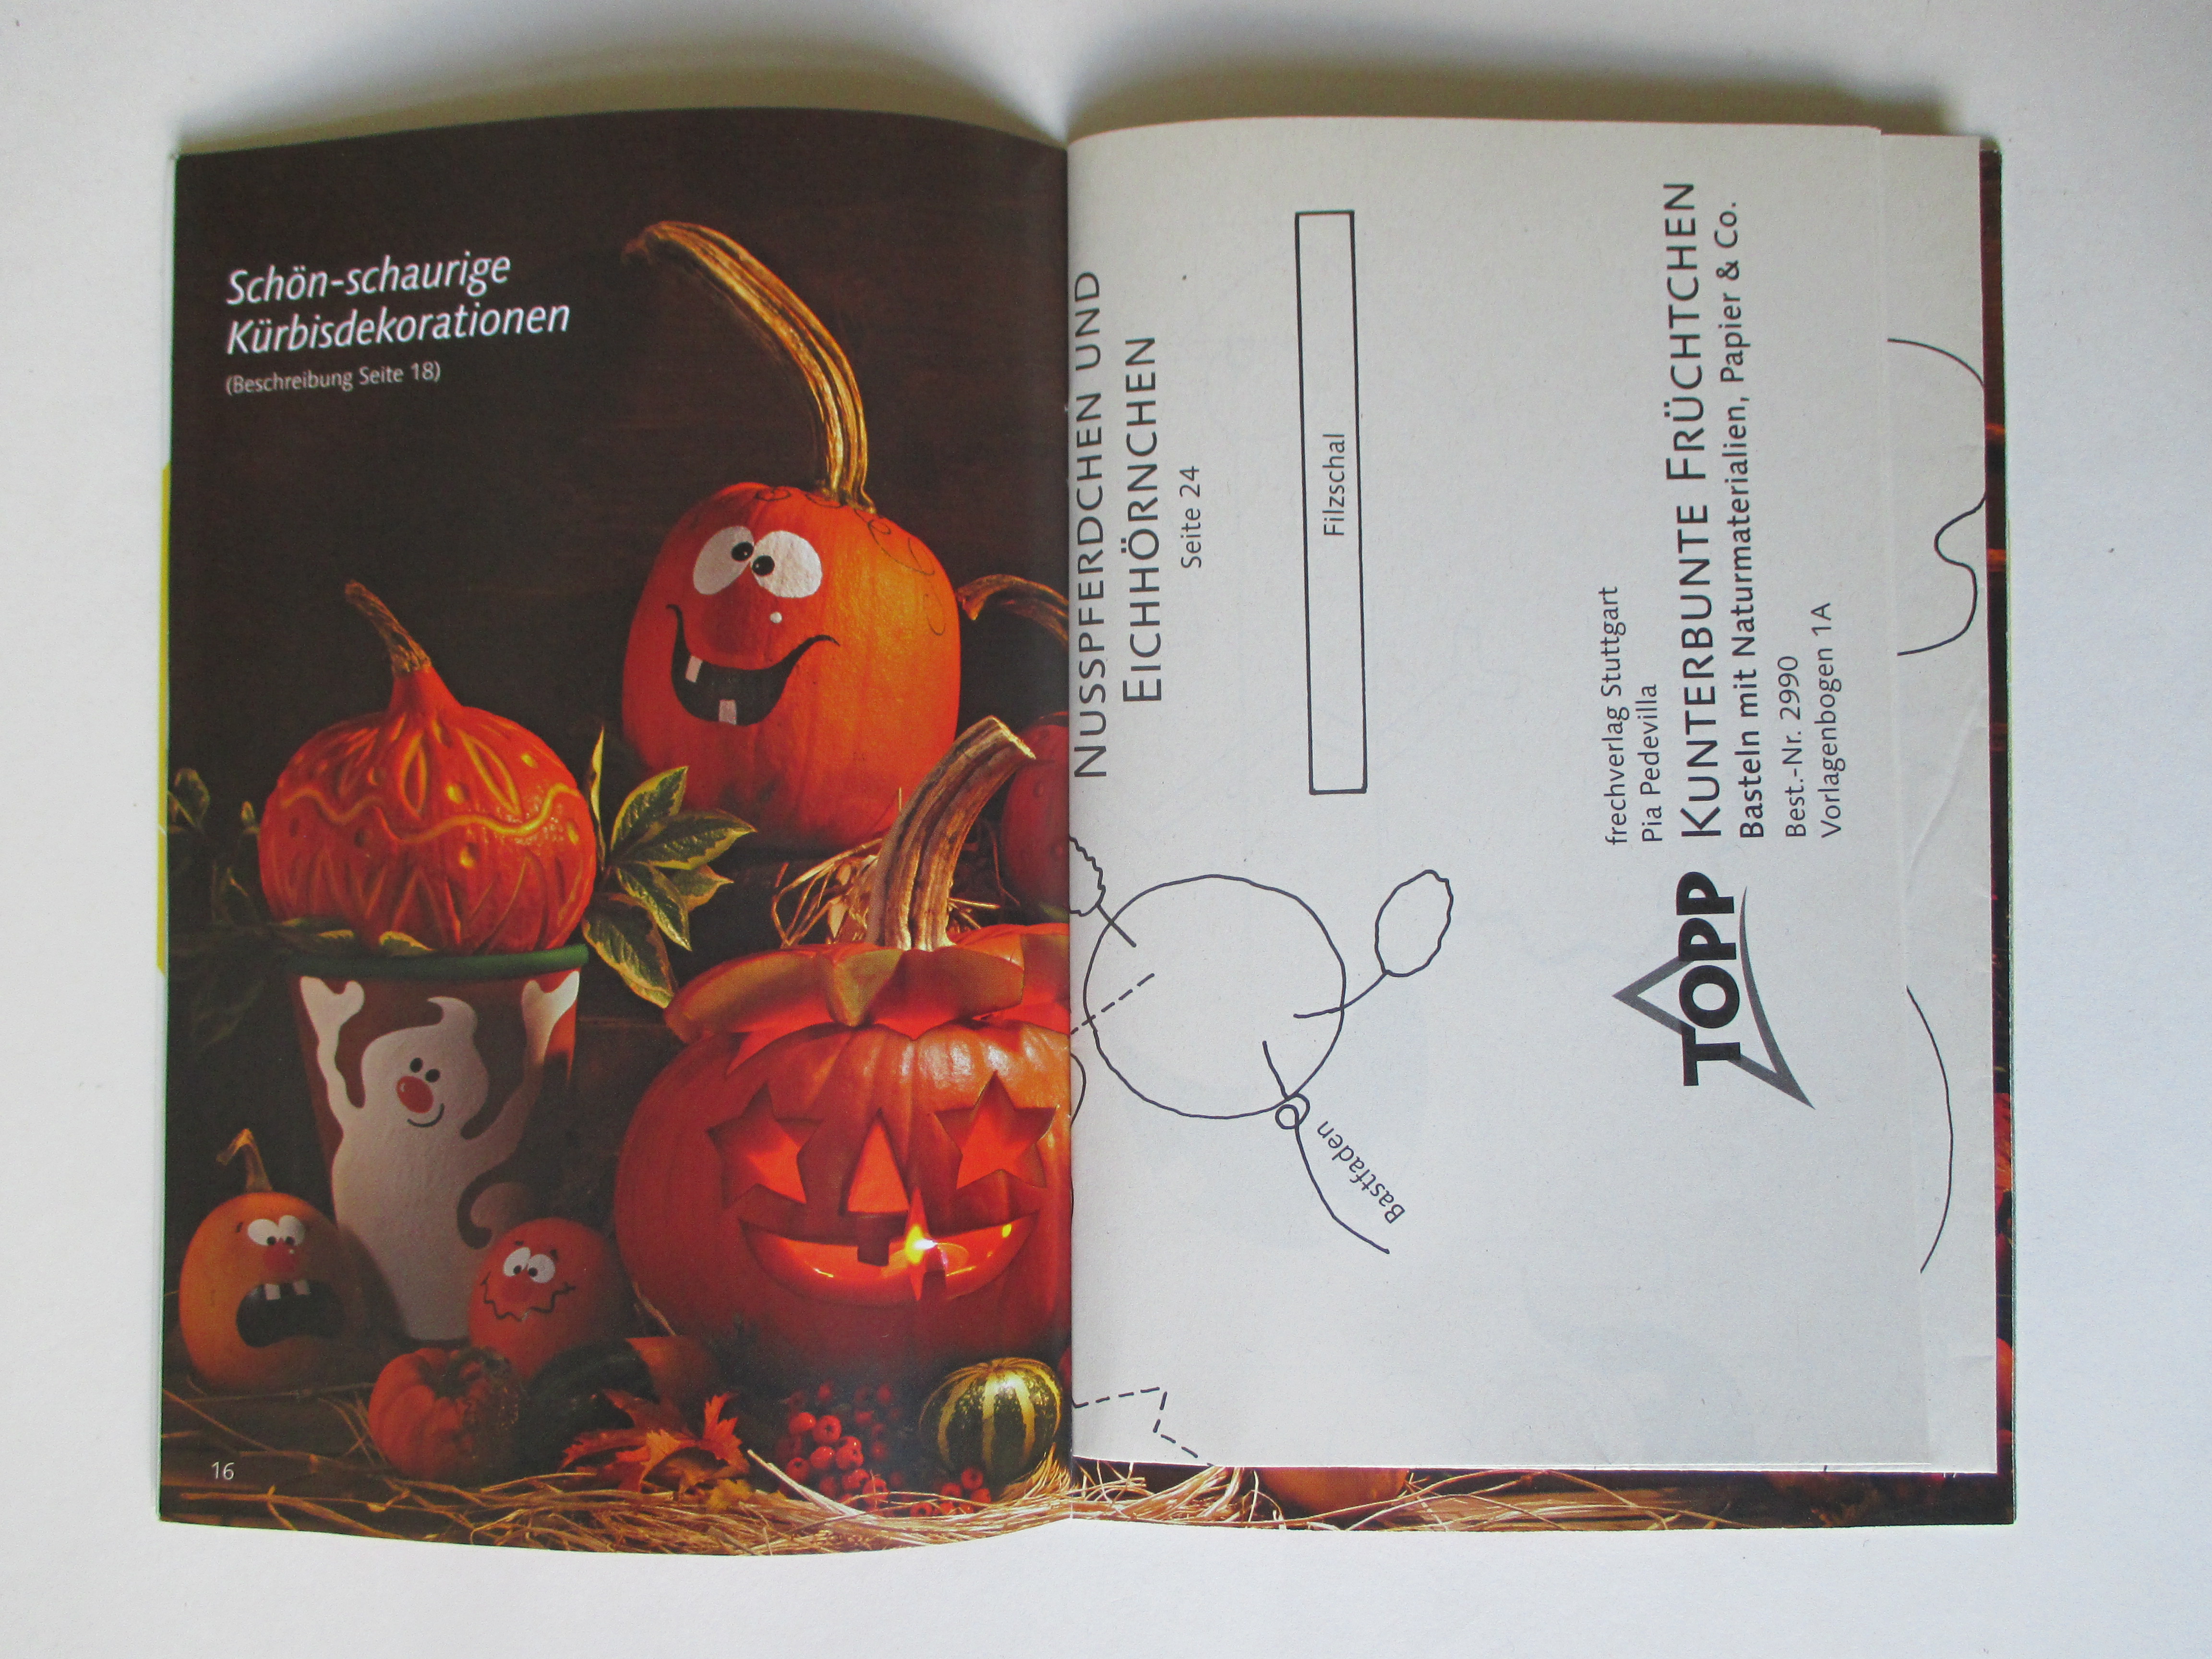 Schön-schaurige
Kürbisdekorationen
(Beschreibung Seite 18)
16
NUSSPFERDCHEN UND
EICHHÖRNCHEN
Seite 24
Filzschal
Bastfaden
frechverlag Stuttgart
Pia Pedevilla
KUNTERBUNTE FRÜCHTCHEN
Basteln mit Naturmaterialien, Papier & Co.
Best.-Nr. 2990
Vorlagenbogen 1A
TOPP